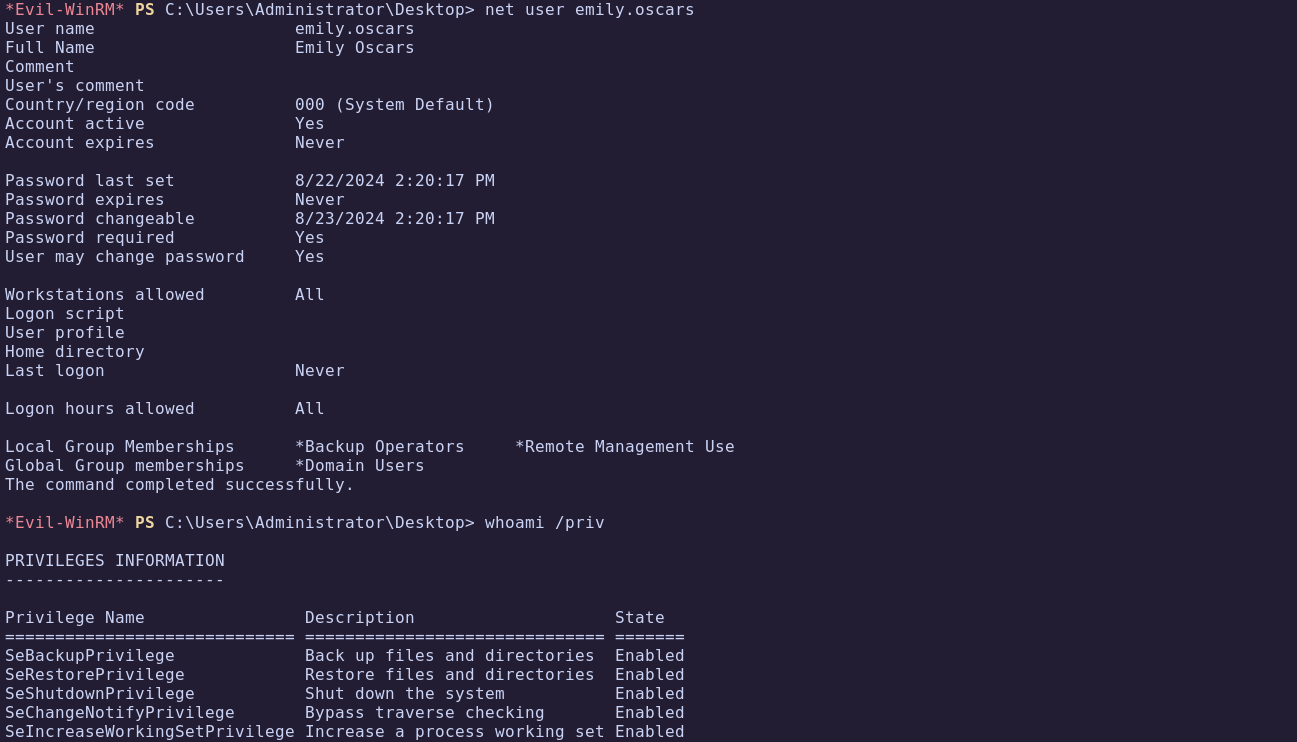 *Evil-WinRM* PS C:\Users\Administrator\Desktop> net user emily.oscars
User name                    emily.oscars
Full Name                    Emily Oscars
Comment
User's comment
Country/region code          000 (System Default)
Account active               Yes
Account expires              Never

Password last set            8/22/2024 2:20:17 PM
Password expires             Never
Password changeable          8/23/2024 2:20:17 PM
Password required            Yes
User may change password     Yes

Workstations allowed         All
Logon script
User profile
Home directory
Last logon                   Never

Logon hours allowed          All

Local Group Memberships      *Backup Operators     *Remote Management Use
Global Group memberships     *Domain Users
The command completed successfully.

*Evil-WinRM* PS C:\Users\Administrator\Desktop> whoami /priv

PRIVILEGES INFORMATION
----------------------

Privilege Name                Description                    State
============================= ============================== =======
SeBackupPrivilege             Back up files and directories  Enabled
SeRestorePrivilege            Restore files and directories  Enabled
SeShutdownPrivilege           Shut down the system           Enabled
SeChangeNotifyPrivilege       Bypass traverse checking       Enabled
SeIncreaseWorkingSetPrivilege Increase a process working set Enabled